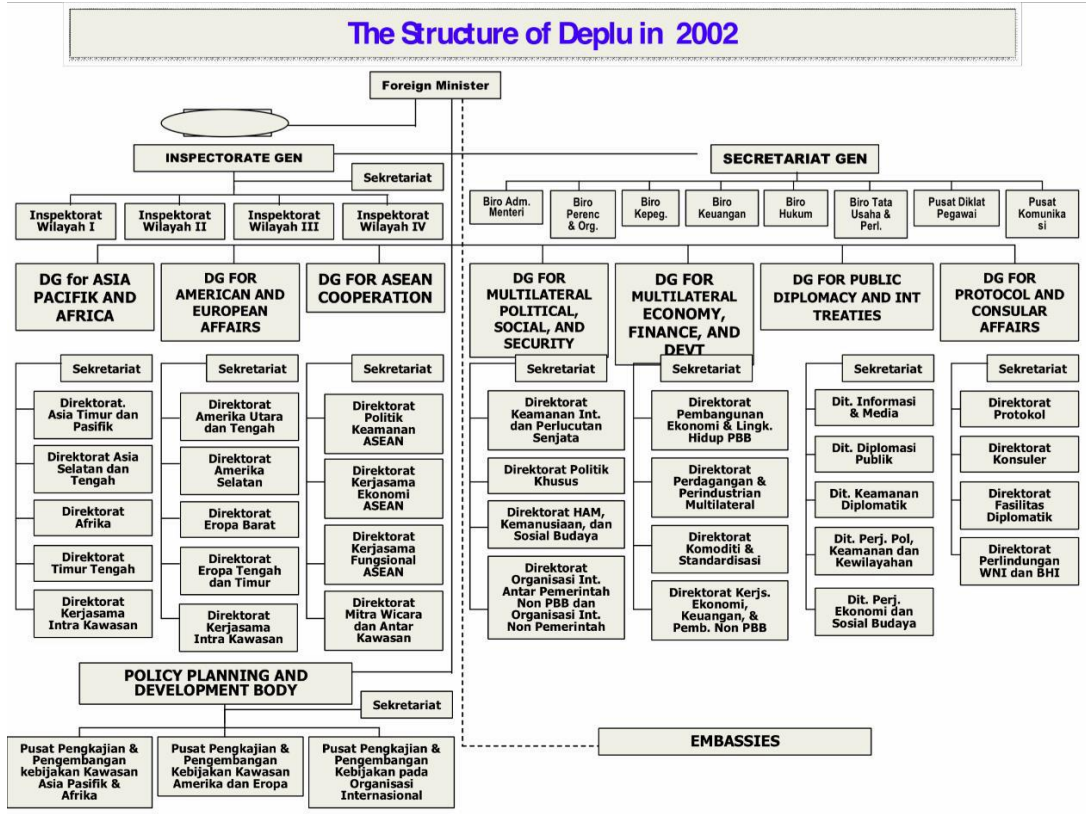 The Structure of Deplu in 2002
Foreign Minister
INSPECTORATE GEN
SECRETARIAT GEN
Sekretariat
Inspektorat
Wilayah I
Inspektorat
Wilayah II
Inspektorat
Wilayah III
Inspektorat
Wilayah IV
Biro Adm.
Menteri
Biro
Perenc
& Org.
Biro
Kepeg.
Biro
Keuangan
Biro
Hukum
Biro Tata
Usaha &
Perl.
Pusat Diklat
Pegawai
Pusat
Komunika
si
DG for ASIA
PACIFIK AND
AFRICA
DG FOR
AMERICAN AND
EUROPEAN
AFFAIRS
DG FOR ASEAN
COOPERATION
DG FOR
MULTILATERAL
POLITICAL,
SOCIAL, AND
SECURITY
DG FOR
MULTILATERAL
ECONOMY,
FINANCE, AND
DEVT
DG FOR PUBLIC
DIPLOMACY AND INT
TREATIES
DG FOR
PROTOCOL AND
CONSULAR
AFFAIRS
Sekretariat
Direktorat.
Asia Timur dan
Pasifik
Direktorat Asia
Selatan dan
Tengah
Direktorat
Afrika
Direktorat
Timur Tengah
Direktorat
Kerjasama
Intra Kawasan
Sekretariat
Direktorat
Amerika Utara
dan Tengah
Direktorat
Amerika
Selatan
Direktorat
Eropa Barat
Direktorat
Eropa Tengah
dan Timur
Direktorat
Kerjasama
Intra Kawasan
Sekretariat
Direktorat
Politik
Keamanan
ASEAN
Direktorat
Kerjasama
Ekonomi
ASEAN
Direktorat
Kerjasama
Fungsional
ASEAN
Direktorat
Mitra Wicara
dan Antar
Kawasan
Sekretariat
Direktorat
Keamanan Int.
dan Perlucutan
Senjata
Direktorat Politik
Khusus
Direktorat HAM,
Kemanusiaan, dan
Sosial Budaya
Direktorat
Organisasi Int.
Antar Pemerintah
Non PBB dan
Organisasi Int.
Non Pemerintah
Sekretariat
Direktorat
Pembangunan
Ekonomi & Lingk.
Hidup PBB
Direktorat
Perdagangan &
Perindustrian
Multilateral
Direktorat
Komoditi &
Standardisasi
Direktorat Kerjs.
Ekonomi,
Keuangan, &
Pemb. Non PBB
Sekretariat
Dit. Informasi
& Media
Dit. Diplomasi
Publik
Dit. Keamanan
Diplomatik
Dit. Perj. Pol,
Keamanan dan
Kewilayahan
Dit. Perj.
Ekonomi dan
Sosial Budaya
Sekretariat
Direktorat
Protokol
Direktorat
Konsuler
Direktorat
Fasilitas
Diplomatik
Direktorat
Perlindungan
WNI dan BHI
POLICY PLANNING AND
DEVELOPMENT BODY
Sekretariat
Pusat Pengkajian &
Pengembangan
kebijakan Kawasan
Asia Pasifik &
Afrika
Pusat Pengkajian &
Pengembangan
Kebijakan Kawasan
Amerika dan Eropa
Pusat Pengkajian &
Pengembangan
Kebijakan pada
Organisasi
Internasional
EMBASSIES